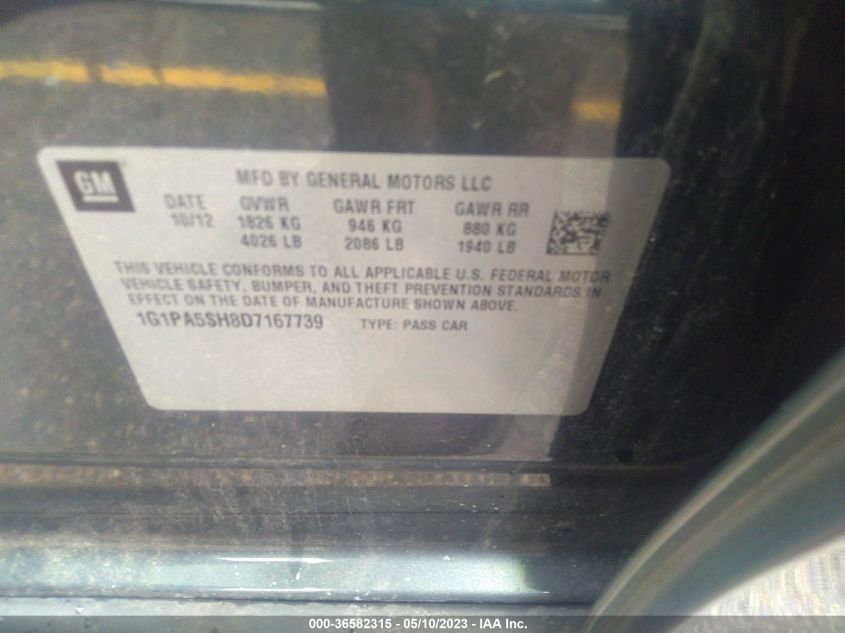 GM
MFD BY GENERAL MOTORS LLC
DATE GVWR GAWR FRT GAWR RR
10/12 1826 KG 946 KG 880 KG
4026 LB 2086 LB 1940 LB
THIS VEHICLE CONFORMS TO ALL APPLICABLE U.S. FEDERAL MOTOR
VEHICLE SAFETY, BUMPER, AND THEFT PREVENTION STANDARDS IN
EFFECT ON THE DATE OF MANUFACTURE SHOWN ABOVE.
1G1PA5SH8D7167739 TYPE: PASS CAR
000-36582315 - 05/10/2023 - IAA Inc.